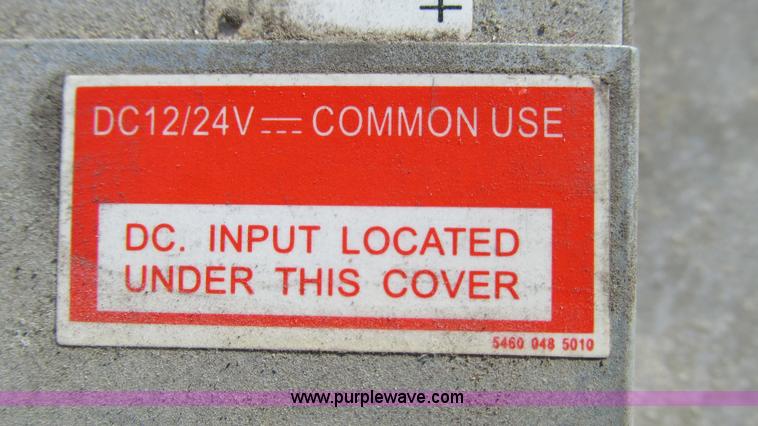 +
DC12/24V ⎓ COMMON USE
DC. INPUT LOCATED
UNDER THIS COVER
5460 048 5010
www.purplewave.com